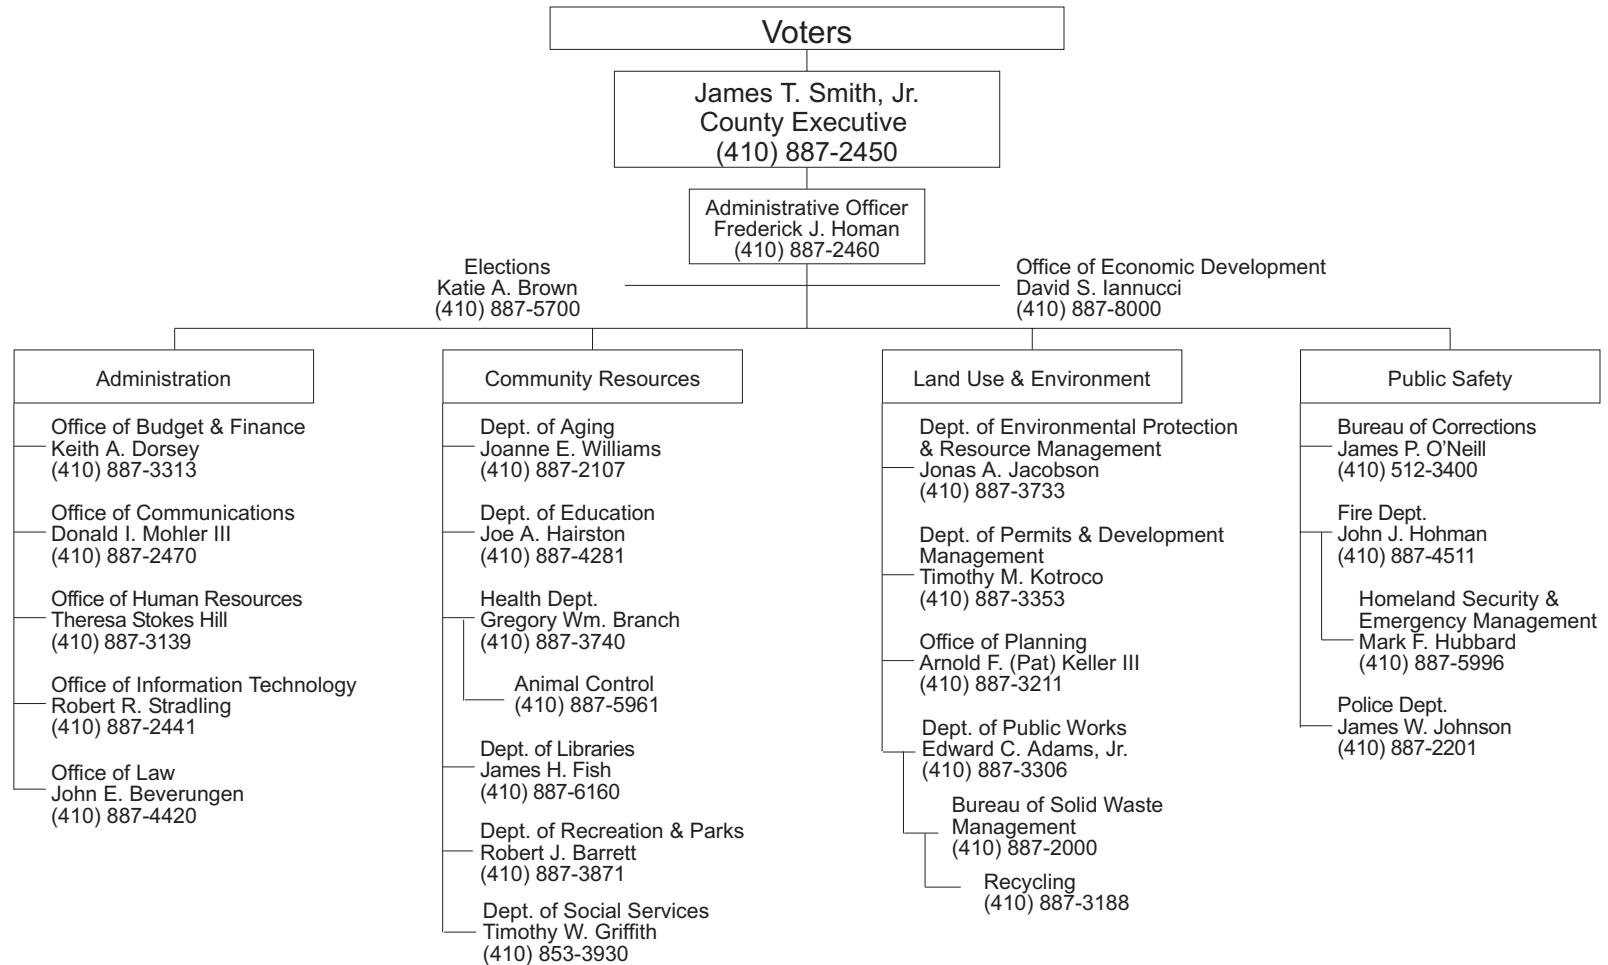 Voters
James T. Smith, Jr.
County Executive
(410) 887-2450
Administrative Officer
Frederick J. Homan
(410) 887-2460
Elections
Katie A. Brown
(410) 887-5700
Office of Economic Development
David S. Iannucci
(410) 887-8000
Administration
Office of Budget & Finance
Keith A. Dorsey
(410) 887-3313
Office of Communications
Donald I. Mohler III
(410) 887-2470
Office of Human Resources
Theresa Stokes Hill
(410) 887-3139
Office of Information Technology
Robert R. Stradling
(410) 887-2441
Office of Law
John E. Beverungen
(410) 887-4420
Community Resources
Dept. of Aging
Joanne E. Williams
(410) 887-2107
Dept. of Education
Joe A. Hairston
(410) 887-4281
Health Dept.
Gregory Wm. Branch
(410) 887-3740
Animal Control
(410) 887-5961
Dept. of Libraries
James H. Fish
(410) 887-6160
Dept. of Recreation & Parks
Robert J. Barrett
(410) 887-3871
Dept. of Social Services
Timothy W. Griffith
(410) 853-3930
Land Use & Environment
Dept. of Environmental Protection
& Resource Management
Jonas A. Jacobson
(410) 887-3733
Dept. of Permits & Development
Management
Timothy M. Kotroco
(410) 887-3353
Office of Planning
Arnold F. (Pat) Keller III
(410) 887-3211
Dept. of Public Works
Edward C. Adams, Jr.
(410) 887-3306
Bureau of Solid Waste
Management
(410) 887-2000
Recycling
(410) 887-3188
Public Safety
Bureau of Corrections
James P. O’Neill
(410) 512-3400
Fire Dept.
John J. Hohman
(410) 887-4511
Homeland Security &
Emergency Management
Mark F. Hubbard
(410) 887-5996
Police Dept.
James W. Johnson
(410) 887-2201